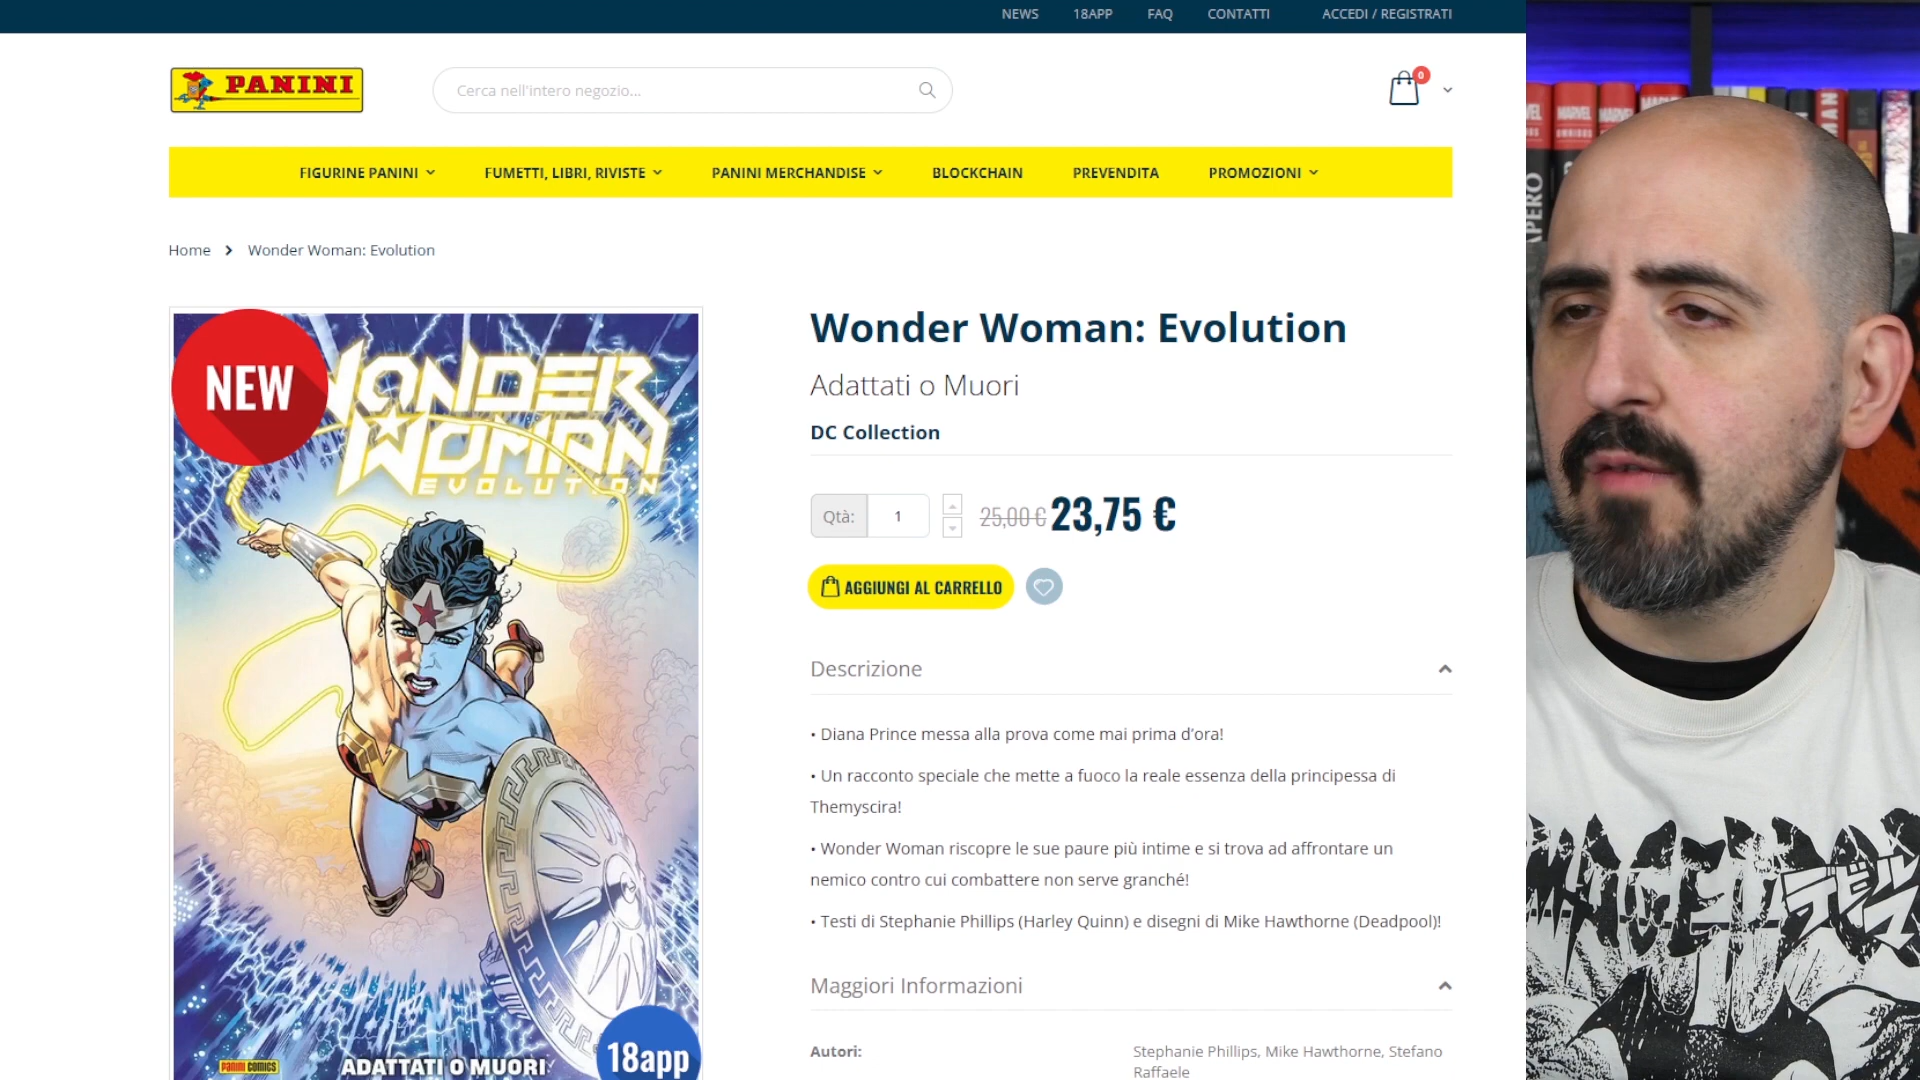 NEWS 18APP FAQ CONTATTI ACCEDI / REGISTRATI
PANINI
Cerca nell'intero negozio...
0
FIGURINE PANINI FUMETTI, LIBRI, RIVISTE PANINI MERCHANDISE BLOCKCHAIN PREVENDITA PROMOZIONI
Home Wonder Woman: Evolution
NEW
WONDER
WOMAN
EVOLUTION
PANINI COMICS
ADATTATI O MUORI
18app
Wonder Woman: Evolution
Adattati o Muori
DC Collection
Qtà: 1 25,00 € 23,75 €
AGGIUNGI AL CARRELLO
Descrizione
• Diana Prince messa alla prova come mai prima d’ora!
• Un racconto speciale che mette a fuoco la reale essenza della principessa di
Themyscira!
• Wonder Woman riscopre le sue paure più intime e si trova ad affrontare un
nemico contro cui combattere non serve granché!
• Testi di Stephanie Phillips (Harley Quinn) e disegni di Mike Hawthorne (Deadpool)!
Maggiori Informazioni
Autori: Stephanie Phillips, Mike Hawthorne, Stefano
Raffaele
MARVEL
OMNIBUS